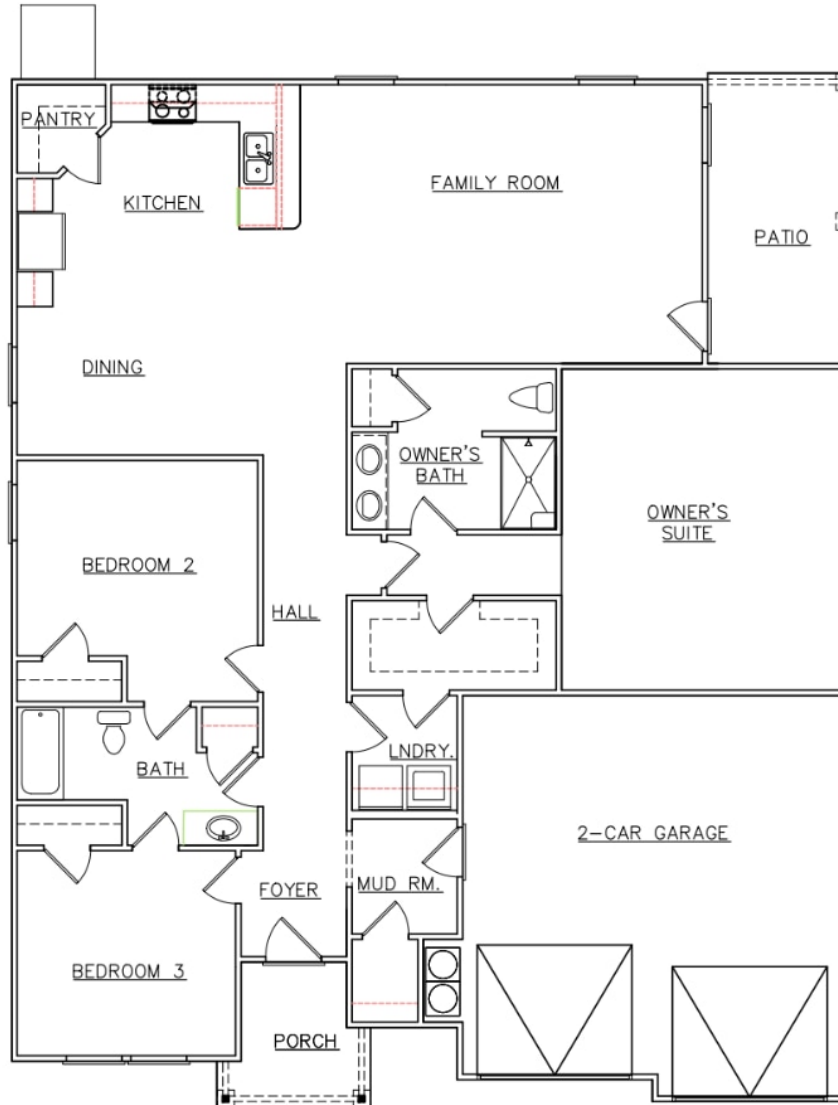 PANTRY
KITCHEN
FAMILY ROOM
PATIO
DINING
OWNER'S
BATH
OWNER'S
SUITE
BEDROOM 2
HALL
LNDRY.
BATH
2-CAR GARAGE
FOYER
MUD RM.
BEDROOM 3
PORCH